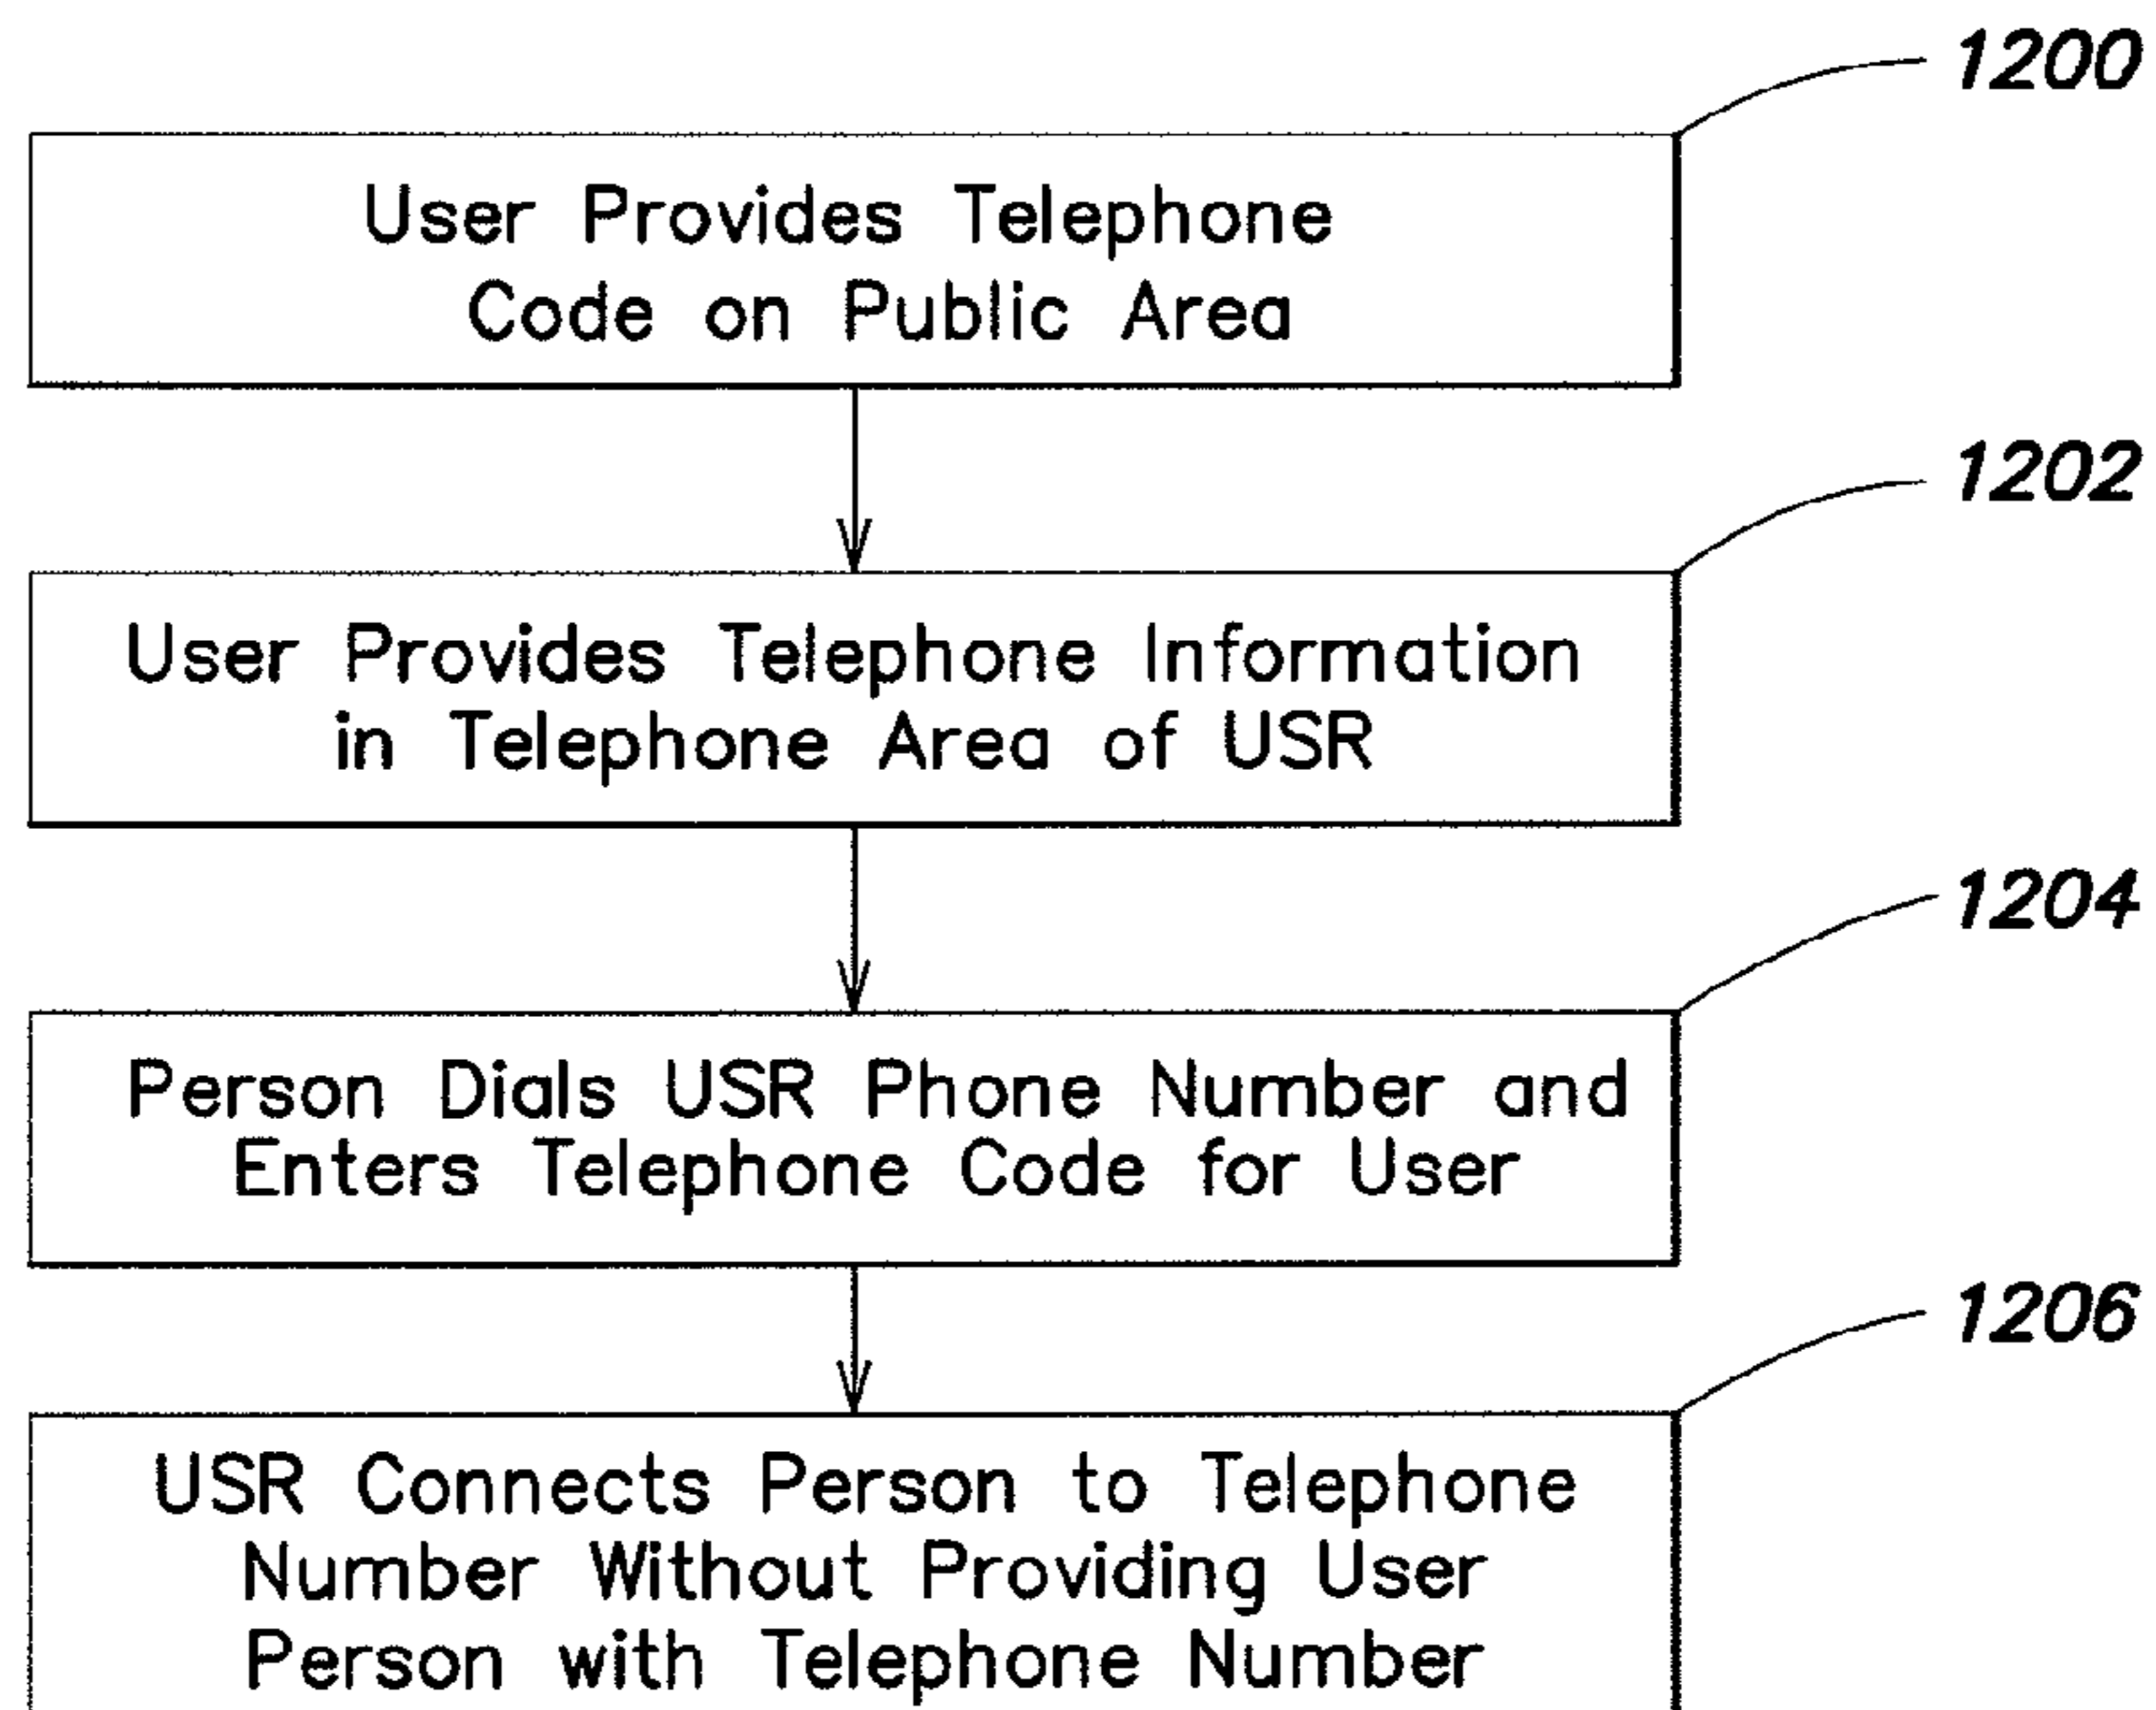 1200
User Provides Telephone
Code on Public Area
1202
User Provides Telephone Information
in Telephone Area of USR
1204
Person Dials USR Phone Number and
Enters Telephone Code for User
1206
USR Connects Person to Telephone
Number Without Providing User
Person with Telephone Number